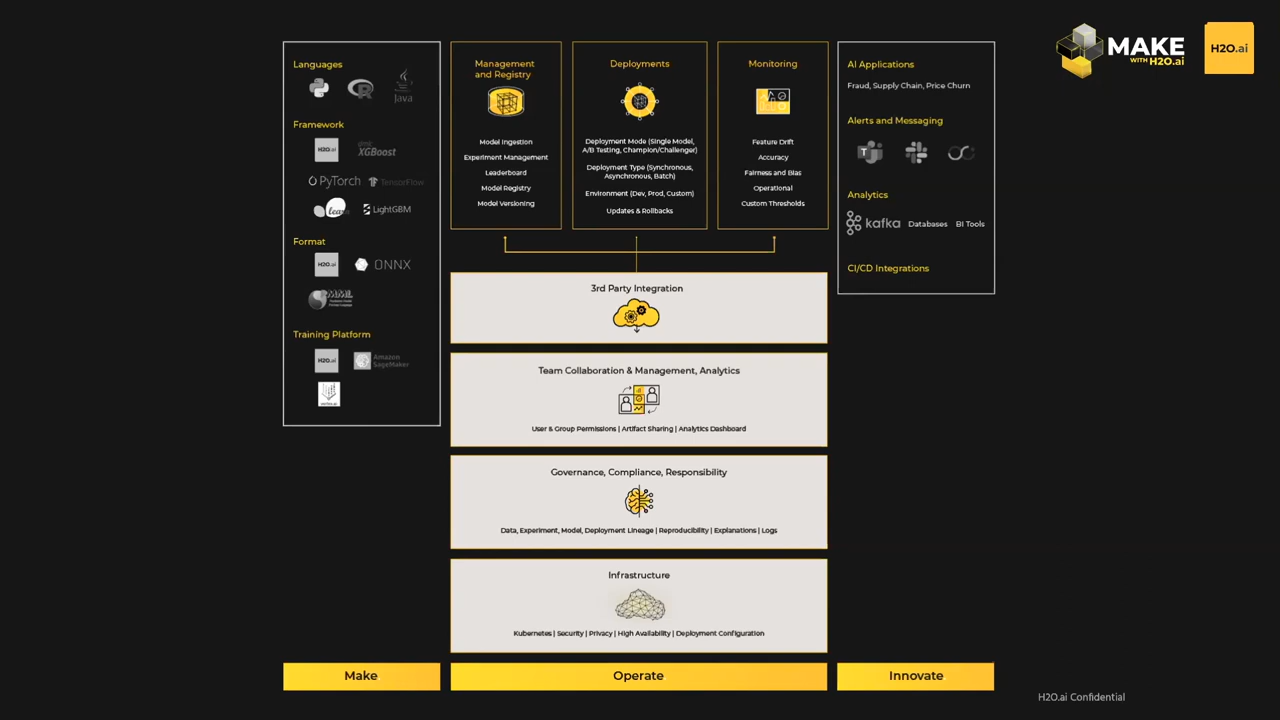 MAKE
WITH H2O.ai
H2O.ai
Languages
Java
Framework
H2O.ai
dmlc
XGBoost
PyTorch
TensorFlow
learn
LightGBM
Format
H2O.ai
ONNX
Training Platform
H2O.ai
Amazon
SageMaker
Management
and Registry
Model Ingestion
Experiment Management
Leaderboard
Model Registry
Model Versioning
Deployments
Deployment Mode (Single Model,
A/B Testing, Champion/Challenger)
Deployment Type (Synchronous,
Asynchronous, Batch)
Environment (Dev, Prod, Custom)
Updates & Rollbacks
Monitoring
Feature Drift
Accuracy
Fairness and Bias
Operational
Custom Thresholds
AI Applications
Fraud, Supply Chain, Price Churn
Alerts and Messaging
Analytics
kafka Databases BI Tools
CI/CD Integrations
3rd Party Integration
Team Collaboration & Management, Analytics
User & Group Permissions | Artifact Sharing | Analytics Dashboard
Governance, Compliance, Responsibility
Data, Experiment, Model, Deployment Lineage | Reproducibility | Explanations | Logs
Infrastructure
Kubernetes | Security | Privacy | High Availability | Deployment Configuration
Make
Operate
Innovate
H2O.ai Confidential